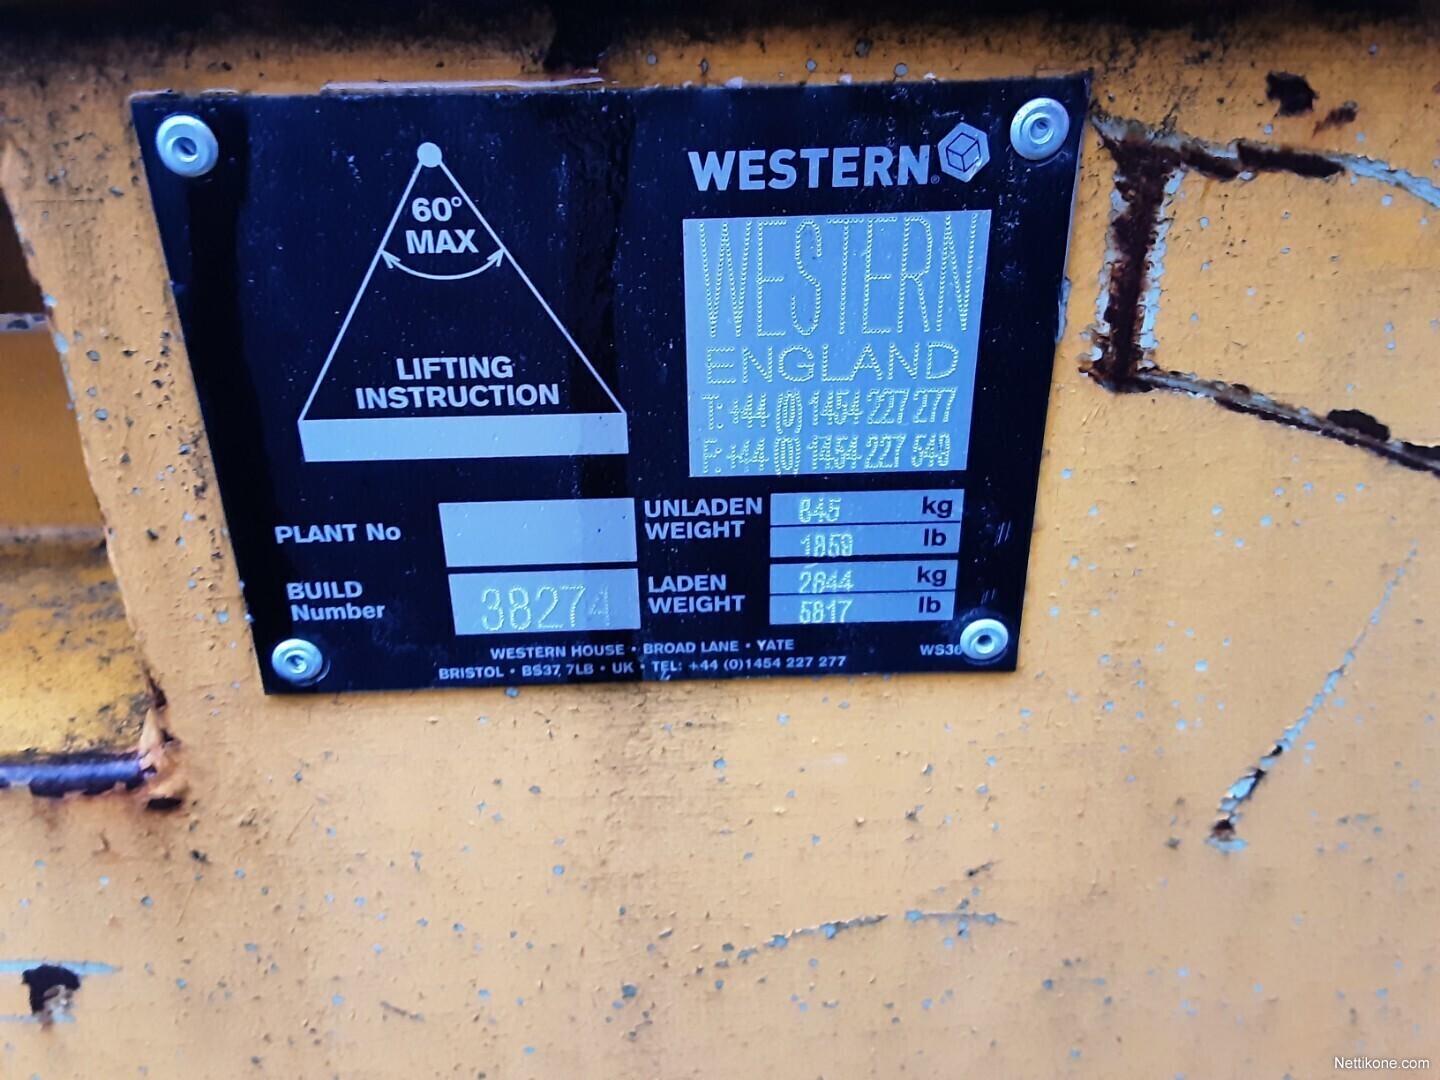 60°
MAX
LIFTING
INSTRUCTION
WESTERN®
WESTERN
ENGLAND
T: +44 (0) 1454 227 277
F: +44 (0) 1454 227 549
PLANT No
BUILD
Number
38274
UNLADEN
WEIGHT
845 kg
1859 lb
LADEN
WEIGHT
2644 kg
5817 lb
WESTERN HOUSE • BROAD LANE • YATE
BRISTOL • BS37 7LB • UK • TEL: +44 (0)1454 227 277
Nettikone.com